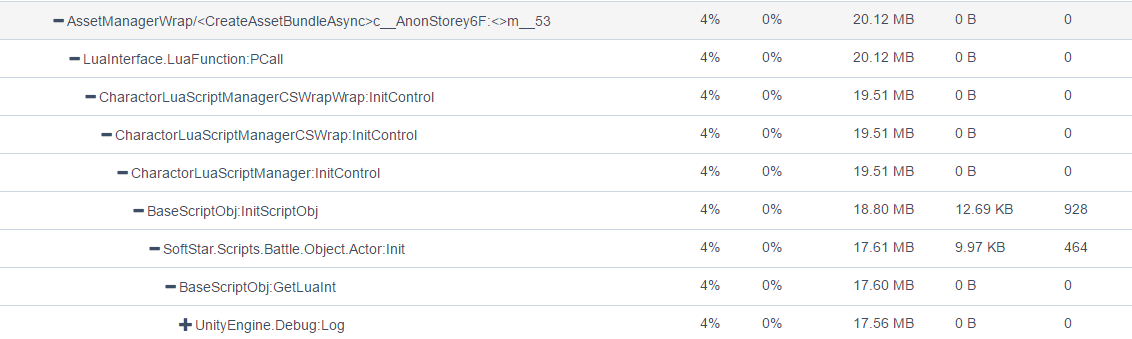 AssetManagerWrap/<CreateAssetBundleAsync>c__AnonStorey6F:<>m__53 4% 0% 20.12 MB 0 B 0
LuaInterface.LuaFunction:PCall 4% 0% 20.12 MB 0 B 0
CharactorLuaScriptManagerCSWrapWrap:InitControl 4% 0% 19.51 MB 0 B 0
CharactorLuaScriptManagerCSWrap:InitControl 4% 0% 19.51 MB 0 B 0
CharactorLuaScriptManager:InitControl 4% 0% 19.51 MB 0 B 0
BaseScriptObj:InitScriptObj 4% 0% 18.80 MB 12.69 KB 928
SoftStar.Scripts.Battle.Object.Actor:Init 4% 0% 17.61 MB 9.97 KB 464
BaseScriptObj:GetLuaInt 4% 0% 17.60 MB 0 B 0
UnityEngine.Debug:Log 4% 0% 17.56 MB 0 B 0